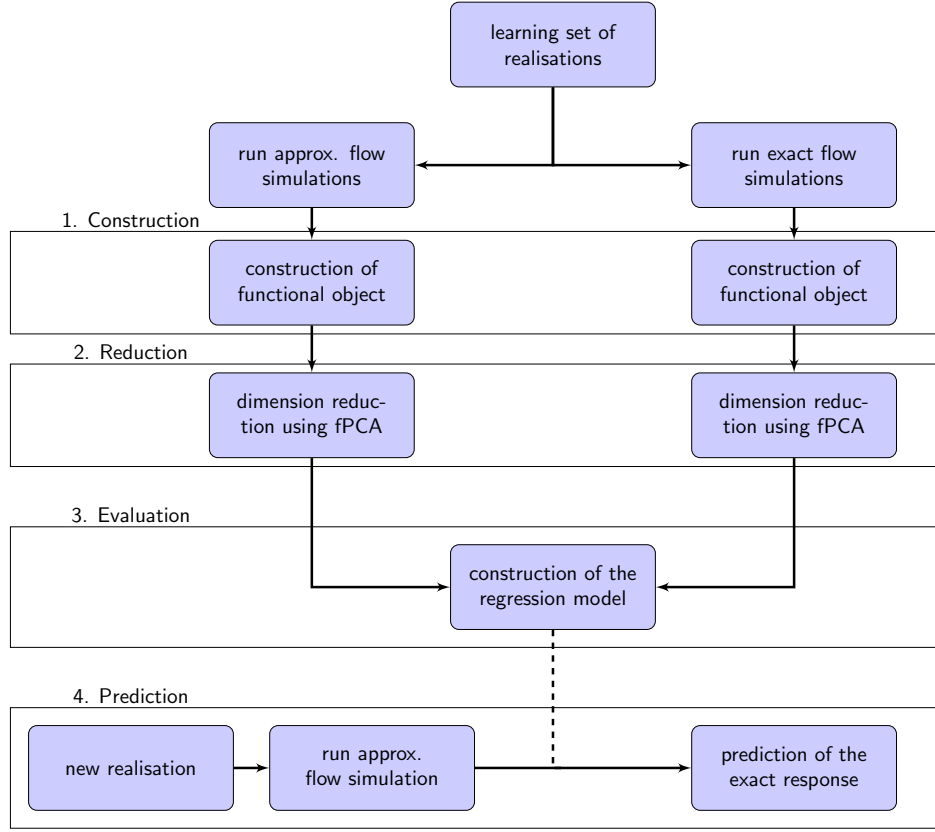 learning set of
realisations
run approx. flow
simulations
run exact flow
simulations
1. Construction
construction of
functional object
construction of
functional object
2. Reduction
dimension reduc-
tion using fPCA
dimension reduc-
tion using fPCA
3. Evaluation
construction of the
regression model
4. Prediction
new realisation
run approx.
flow simulation
prediction of the
exact response